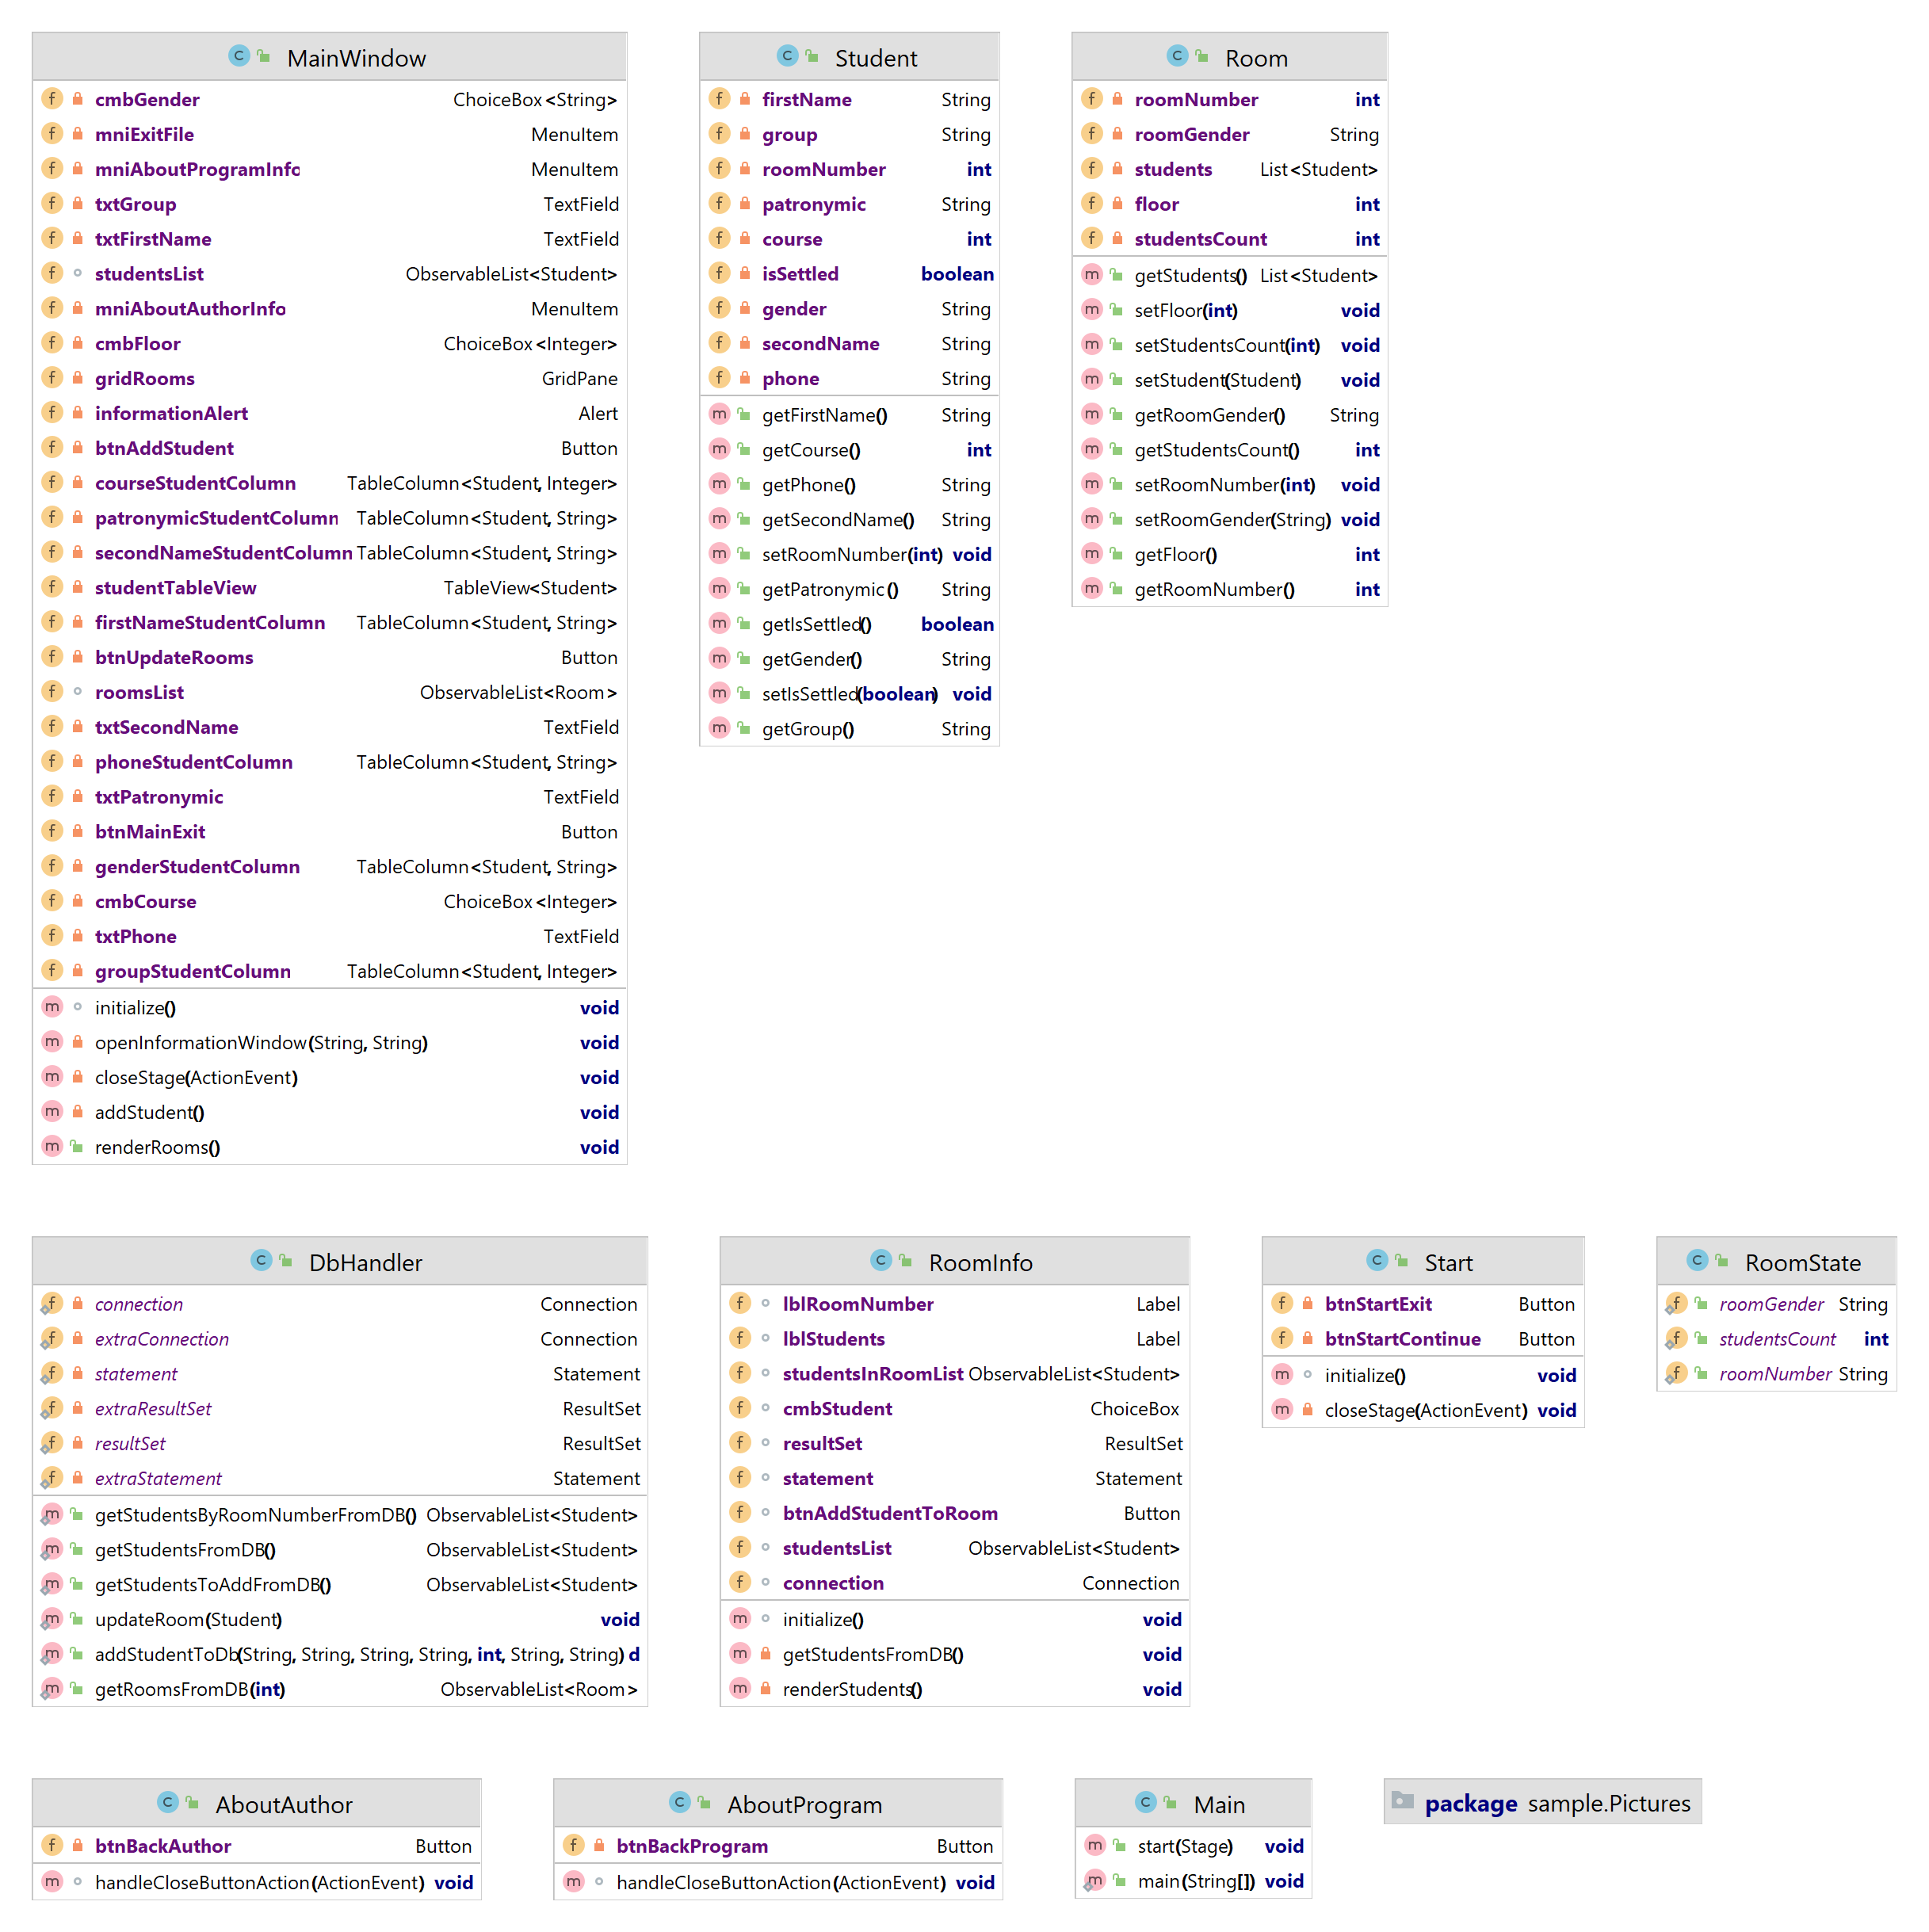 MainWindow
cmbGender ChoiceBox<String>
mniExitFile MenuItem
mniAboutProgramInfo MenuItem
txtGroup TextField
txtFirstName TextField
studentsList ObservableList<Student>
mniAboutAuthorInfo MenuItem
cmbFloor ChoiceBox<Integer>
gridRooms GridPane
informationAlert Alert
btnAddStudent Button
courseStudentColumn TableColumn<Student, Integer>
patronymicStudentColumn TableColumn<Student, String>
secondNameStudentColumn TableColumn<Student, String>
studentTableView TableView<Student>
firstNameStudentColumn TableColumn<Student, String>
btnUpdateRooms Button
roomsList ObservableList<Room>
txtSecondName TextField
phoneStudentColumn TableColumn<Student, String>
txtPatronymic TextField
btnMainExit Button
genderStudentColumn TableColumn<Student, String>
cmbCourse ChoiceBox<Integer>
txtPhone TextField
groupStudentColumn TableColumn<Student, Integer>
initialize() void
openInformationWindow(String, String) void
closeStage(ActionEvent) void
addStudent() void
renderRooms() void
Student
firstName String
group String
roomNumber int
patronymic String
course int
isSettled boolean
gender String
secondName String
phone String
getFirstName() String
getCourse() int
getPhone() String
getSecondName() String
setRoomNumber(int) void
getPatronymic() String
getIsSettled() boolean
getGender() String
setIsSettled(boolean) void
getGroup() String
Room
roomNumber int
roomGender String
students List<Student>
floor int
studentsCount int
getStudents() List<Student>
setFloor(int) void
setStudentsCount(int) void
setStudent(Student) void
getRoomGender() String
getStudentsCount() int
setRoomNumber(int) void
setRoomGender(String) void
getFloor() int
getRoomNumber() int
DbHandler
connection Connection
extraConnection Connection
statement Statement
extraResultSet ResultSet
resultSet ResultSet
extraStatement Statement
getStudentsByRoomNumberFromDB() ObservableList<Student>
getStudentsFromDB() ObservableList<Student>
getStudentsToAddFromDB() ObservableList<Student>
updateRoom(Student) void
addStudentToDb(String, String, String, String, int, String, String) d
getRoomsFromDB(int) ObservableList<Room>
RoomInfo
lblRoomNumber Label
lblStudents Label
studentsInRoomList ObservableList<Student>
cmbStudent ChoiceBox
resultSet ResultSet
statement Statement
btnAddStudentToRoom Button
studentsList ObservableList<Student>
connection Connection
initialize() void
getStudentsFromDB() void
renderStudents() void
Start
btnStartExit Button
btnStartContinue Button
initialize() void
closeStage(ActionEvent) void
RoomState
roomGender String
studentsCount int
roomNumber String
AboutAuthor
btnBackAuthor Button
handleCloseButtonAction(ActionEvent) void
AboutProgram
btnBackProgram Button
handleCloseButtonAction(ActionEvent) void
Main
start(Stage) void
main(String[]) void
package sample.Pictures